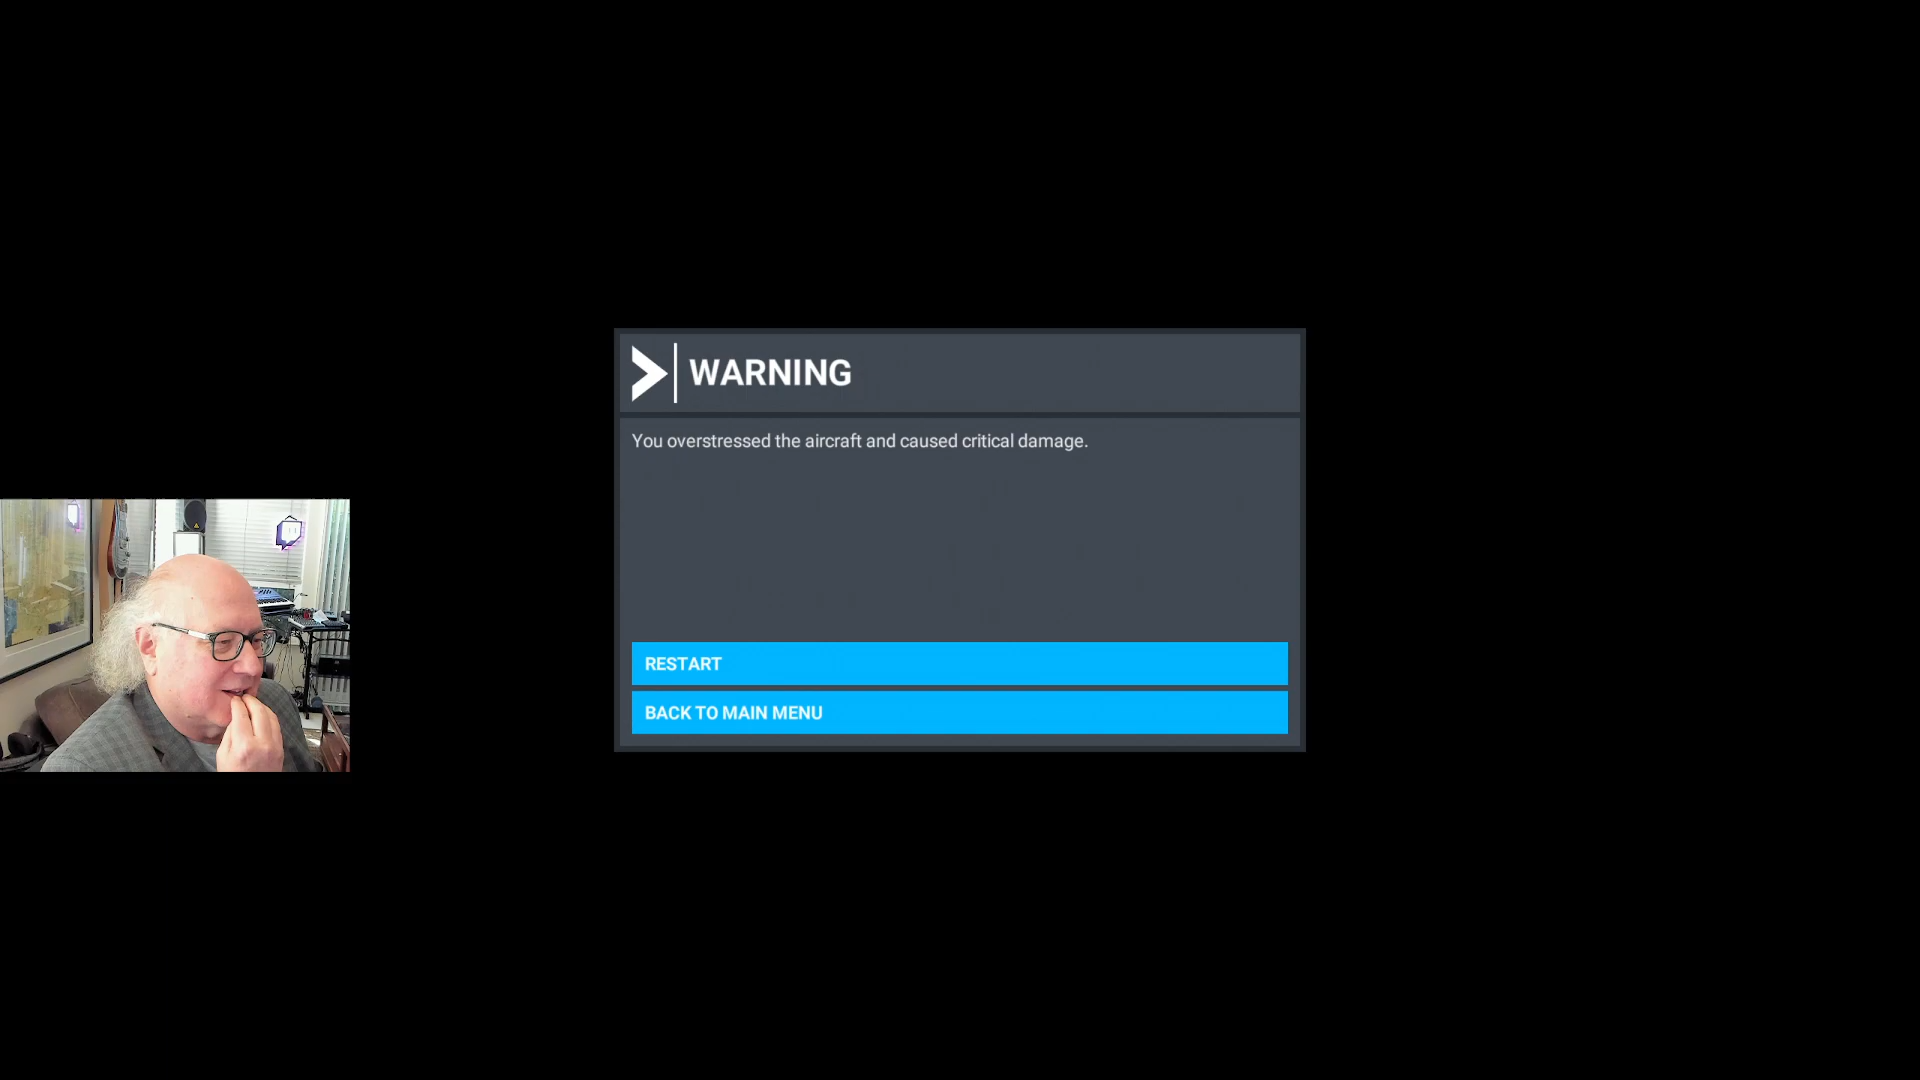 WARNING
You overstressed the aircraft and caused critical damage.
RESTART
BACK TO MAIN MENU